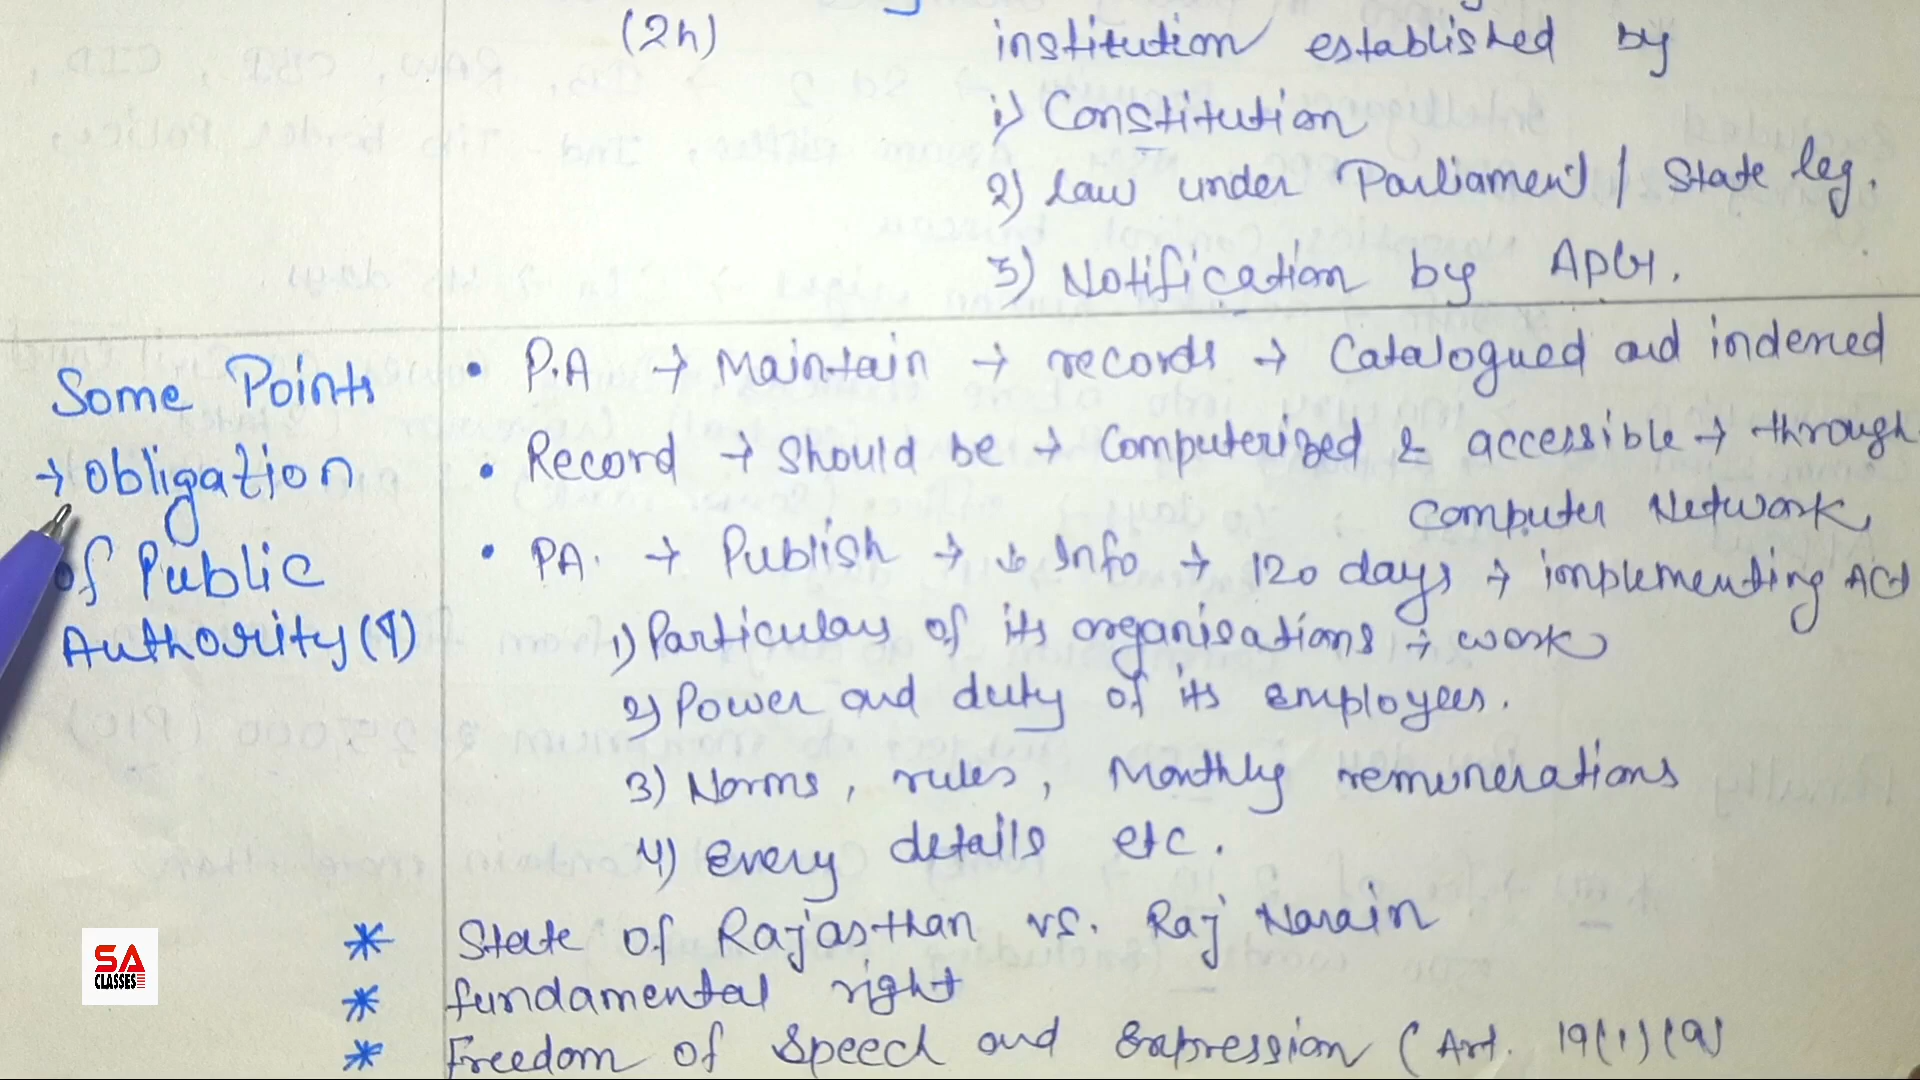 (2h)
institution established by
1) Constitution
2) Law under Parliament / State leg.
3) Notification by ApGt.
Some Points
→ Obligation
of Public
Authority (4)
• P.A → Maintain → records → Catalogued and indexed
• Record → should be → Computerized & accessible → through
Computer Network
• PA. → Publish → ↓ Info → 120 days → implementing Act
1) Particulars of its organisations → work
2) Power and duty of its employees.
3) Norms, rules, Monthly remunerations
4) Every details etc.
* State of Rajasthan vs. Raj Narain
* fundamental right
* Freedom of Speech and Expression (Art. 19(1)(a)
SA
CLASSES